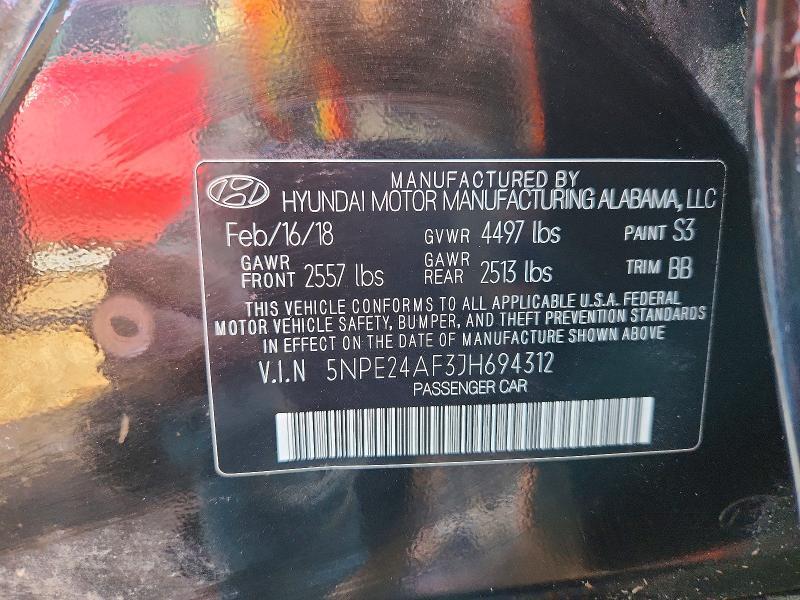 MANUFACTURED BY
HYUNDAI MOTOR MANUFACTURING ALABAMA, LLC
Feb/16/18 GVWR 4497 lbs PAINT S3
GAWR FRONT 2557 lbs GAWR REAR 2513 lbs TRIM BB
THIS VEHICLE CONFORMS TO ALL APPLICABLE U.S.A. FEDERAL
MOTOR VEHICLE SAFETY, BUMPER, AND THEFT PREVENTION STANDARDS
IN EFFECT ON THE DATE OF MANUFACTURE SHOWN ABOVE
V.I.N 5NPE24AF3JH694312
PASSENGER CAR